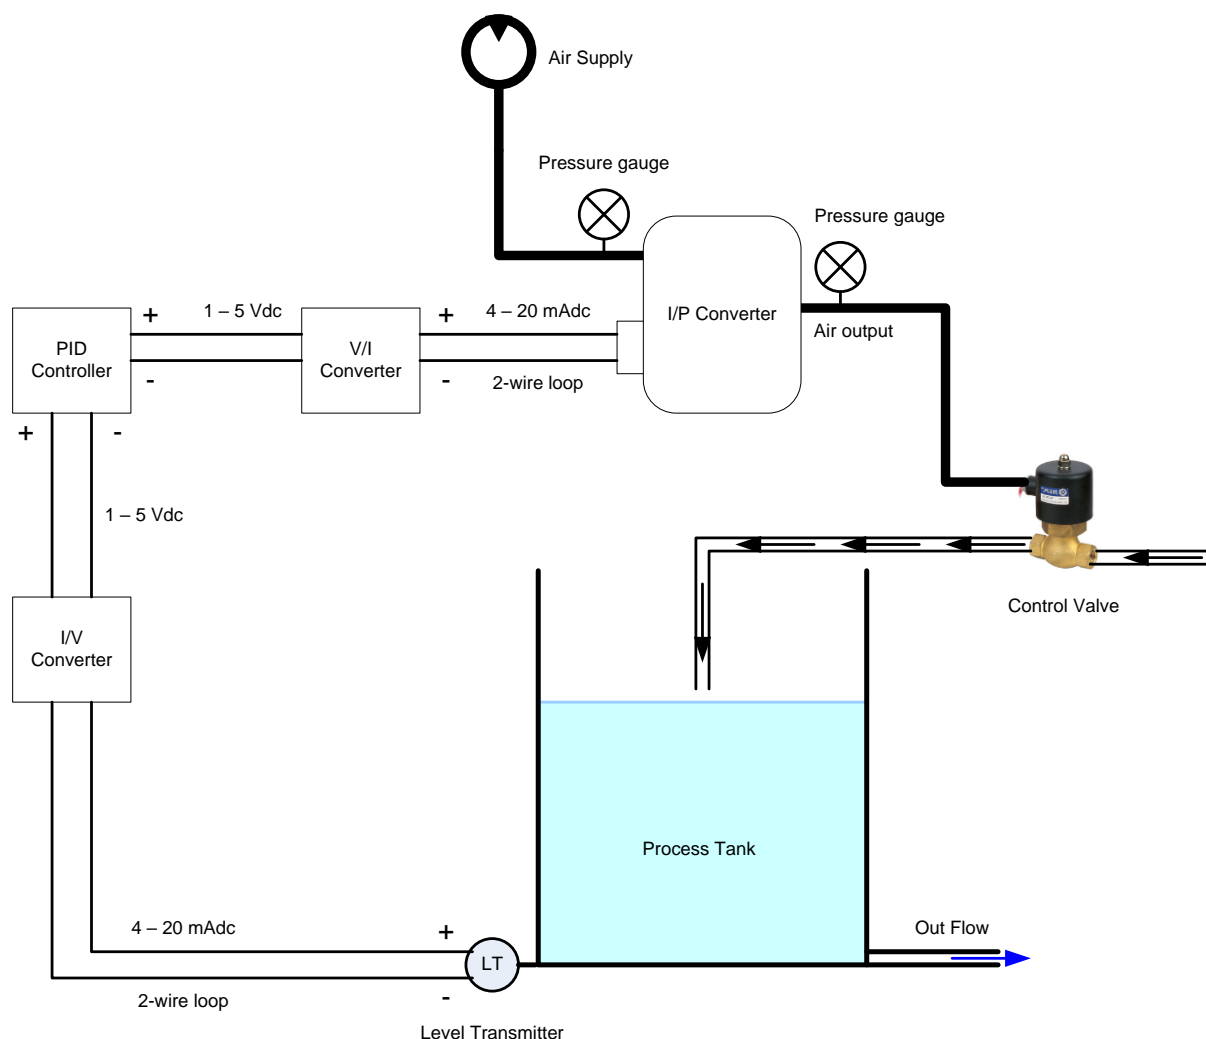 Air Supply
Pressure gauge
Pressure gauge
I/P Converter
Air output
1 – 5 Vdc
4 – 20 mAdc
+
+
PID
Controller
V/I
Converter
-
-
2-wire loop
+
-
1 – 5 Vdc
Control Valve
I/V
Converter
Process Tank
4 – 20 mAdc
+
Out Flow
LT
2-wire loop
-
Level Transmitter